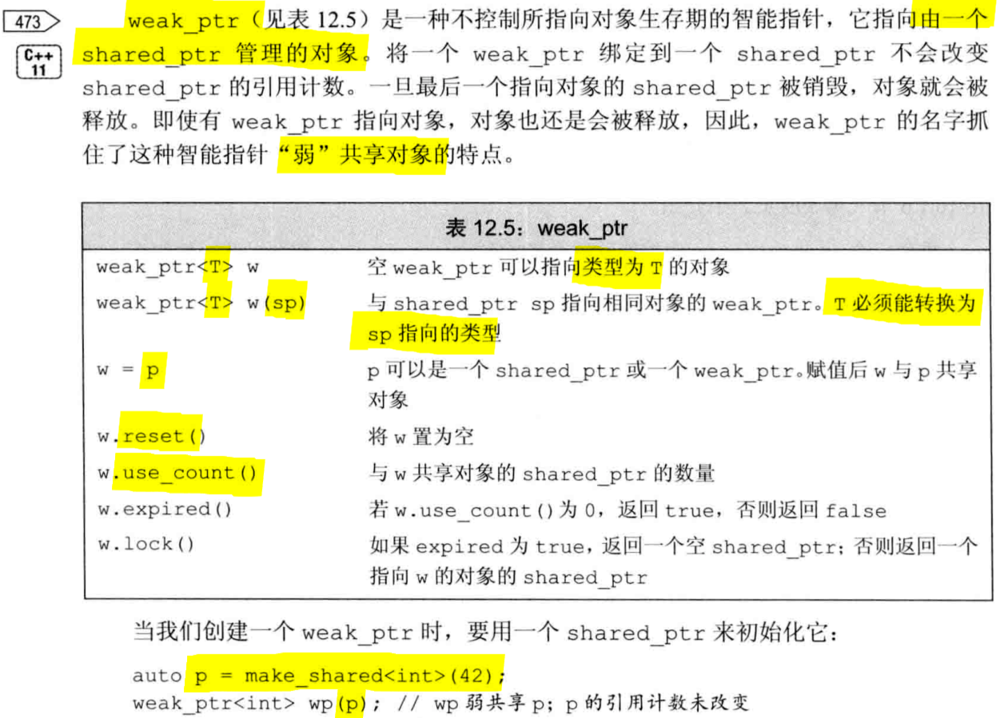 473
C++
11
weak_ptr（见表 12.5）是一种不控制所指向对象生存期的智能指针，它指向由一个
shared_ptr 管理的对象。将一个 weak_ptr 绑定到一个 shared_ptr 不会改变
shared_ptr 的引用计数。一旦最后一个指向对象的 shared_ptr 被销毁，对象就会被
释放。即使有 weak_ptr 指向对象，对象也还是会被释放，因此，weak_ptr 的名字抓
住了这种智能指针“弱”共享对象的特点。
表 12.5：weak_ptr
weak_ptr<T> w 空 weak_ptr 可以指向类型为 T 的对象
weak_ptr<T> w(sp) 与 shared_ptr sp 指向相同对象的 weak_ptr。T 必须能转换为
sp 指向的类型
w = p p 可以是一个 shared_ptr 或一个 weak_ptr。赋值后 w 与 p 共享
对象
w.reset() 将 w 置为空
w.use_count() 与 w 共享对象的 shared_ptr 的数量
w.expired() 若 w.use_count()为 0，返回 true，否则返回 false
w.lock() 如果 expired 为 true，返回一个空 shared_ptr；否则返回一个
指向 w 的对象的 shared_ptr
当我们创建一个 weak_ptr 时，要用一个 shared_ptr 来初始化它：
auto p = make_shared<int>(42);
weak_ptr<int> wp(p); // wp 弱共享 p；p 的引用计数未改变